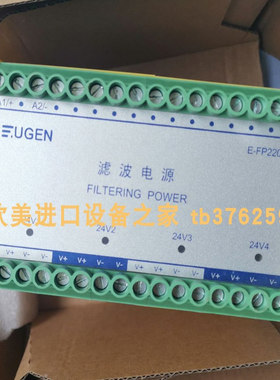 A1/+ A2/-
EUGEN
E-FP220
滤波电源
FILTERING POWER
欧美进口设备之家 tb37625
24V2 24V3 24V4
V+ V+ V- V- V+ V+ V- V- V+ V+ V- V-